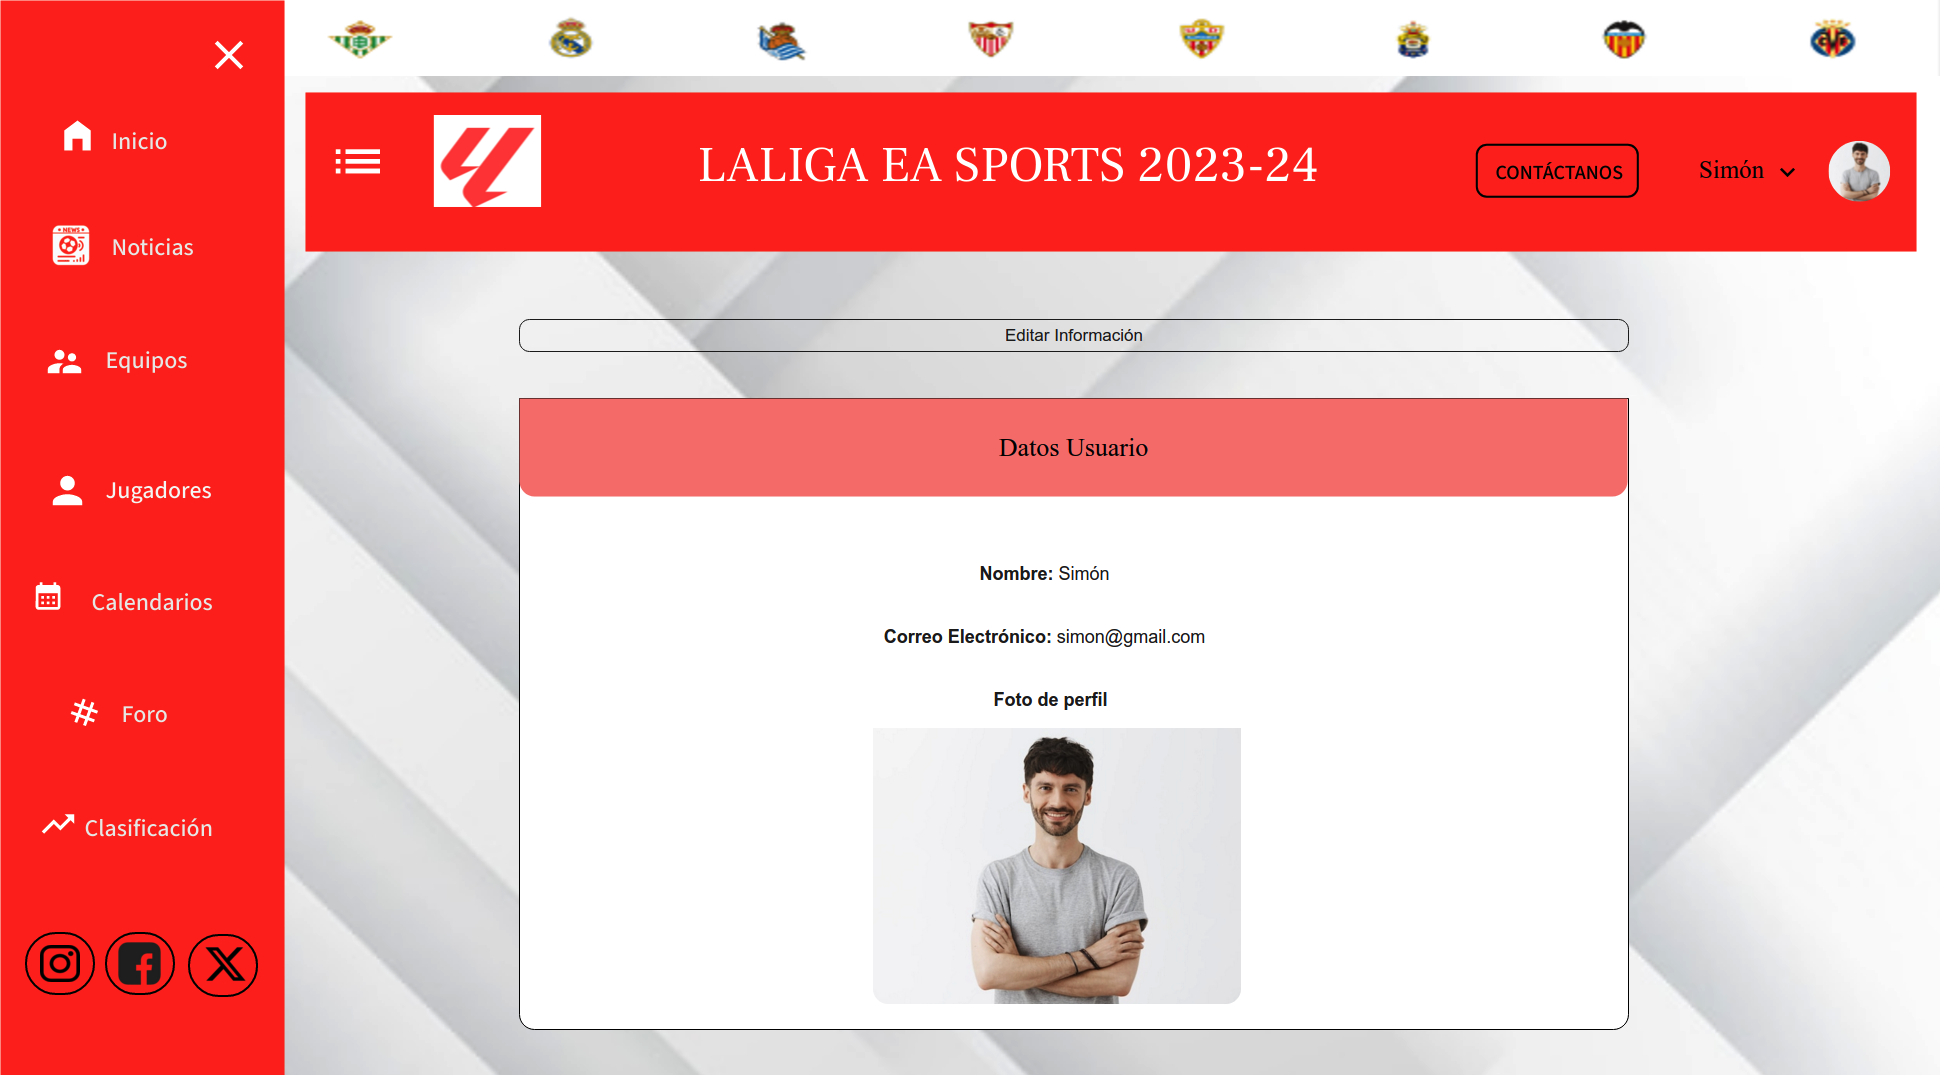 Inicio
Noticias
Equipos
Jugadores
Calendarios
Foro
Clasificación
LALIGA EA SPORTS 2023-24
CONTÁCTANOS
Simón
Editar Información
Datos Usuario
Nombre: Simón
Correo Electrónico: simon@gmail.com
Foto de perfil
NEWS